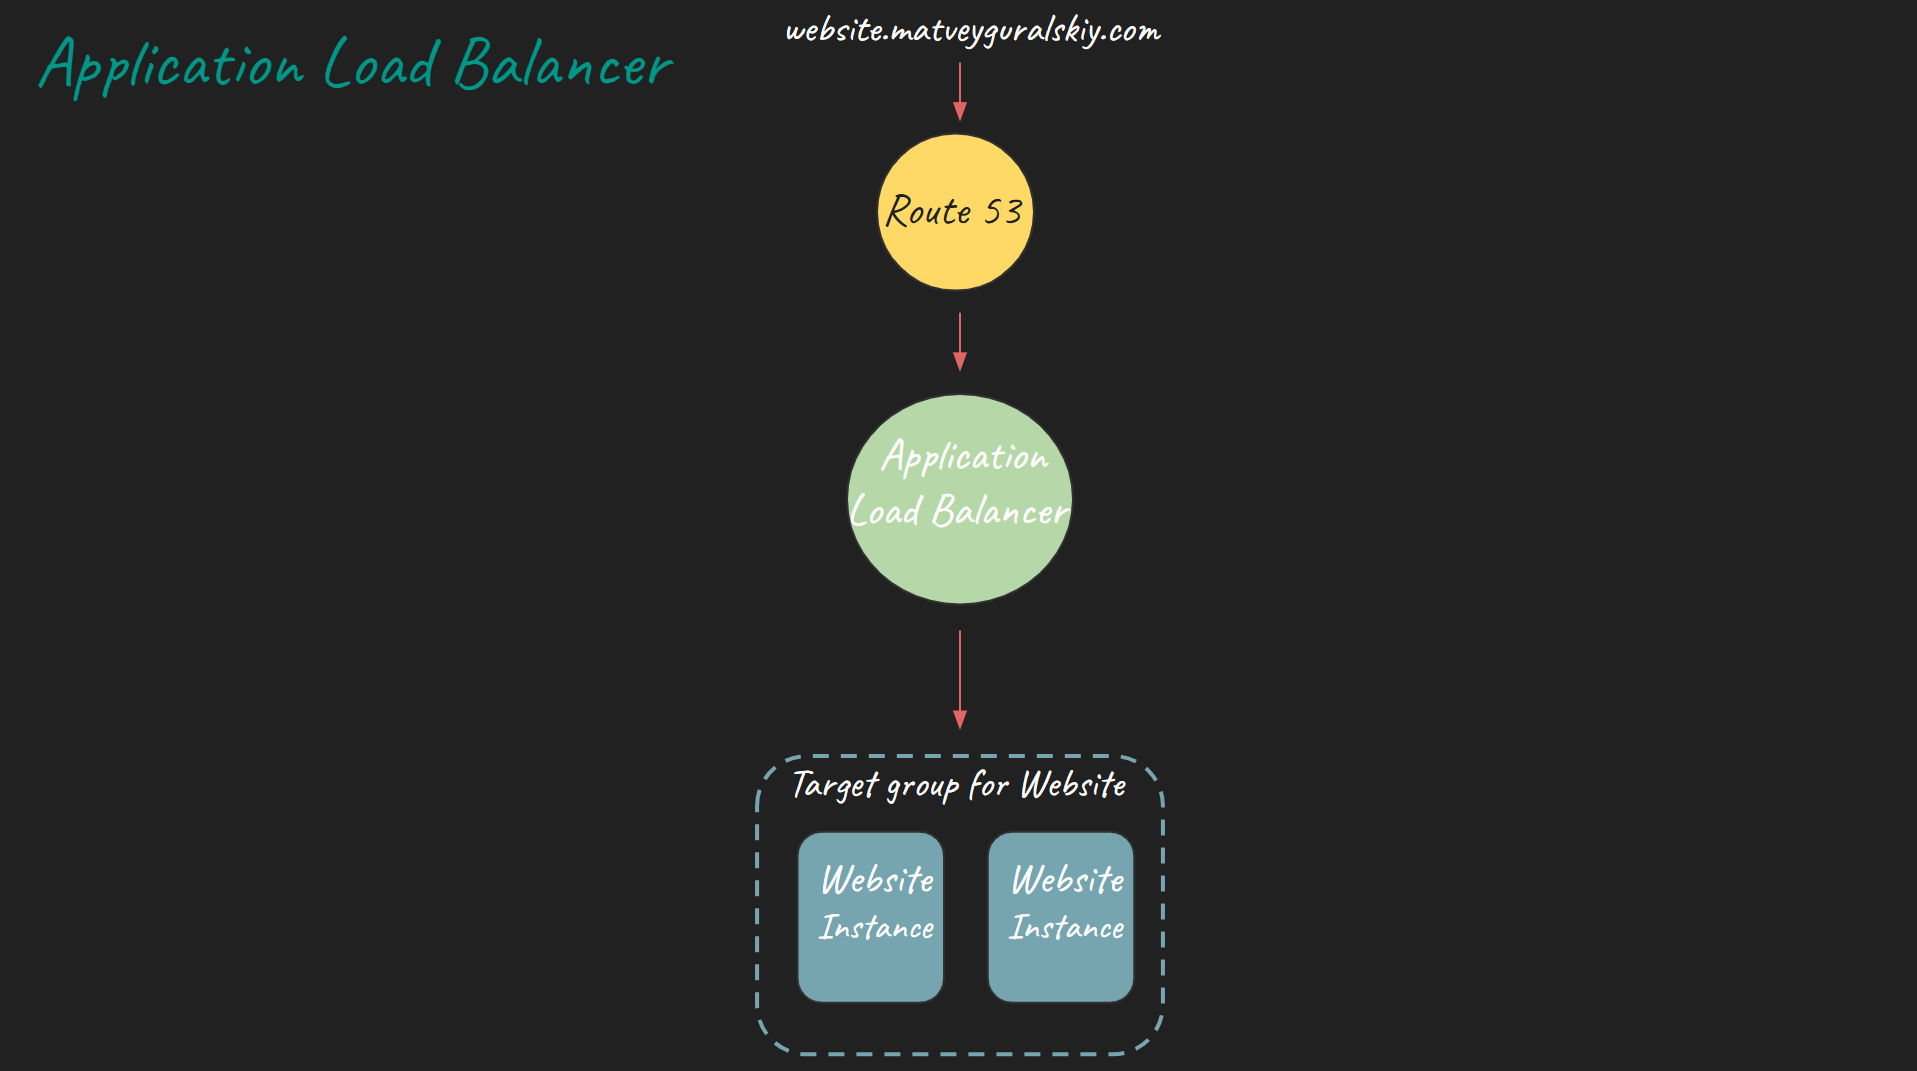 Application Load Balancer
website.matveyguralskiy.com
Route 53
Application
Load Balancer
Target group for Website
Website
Instance
Website
Instance